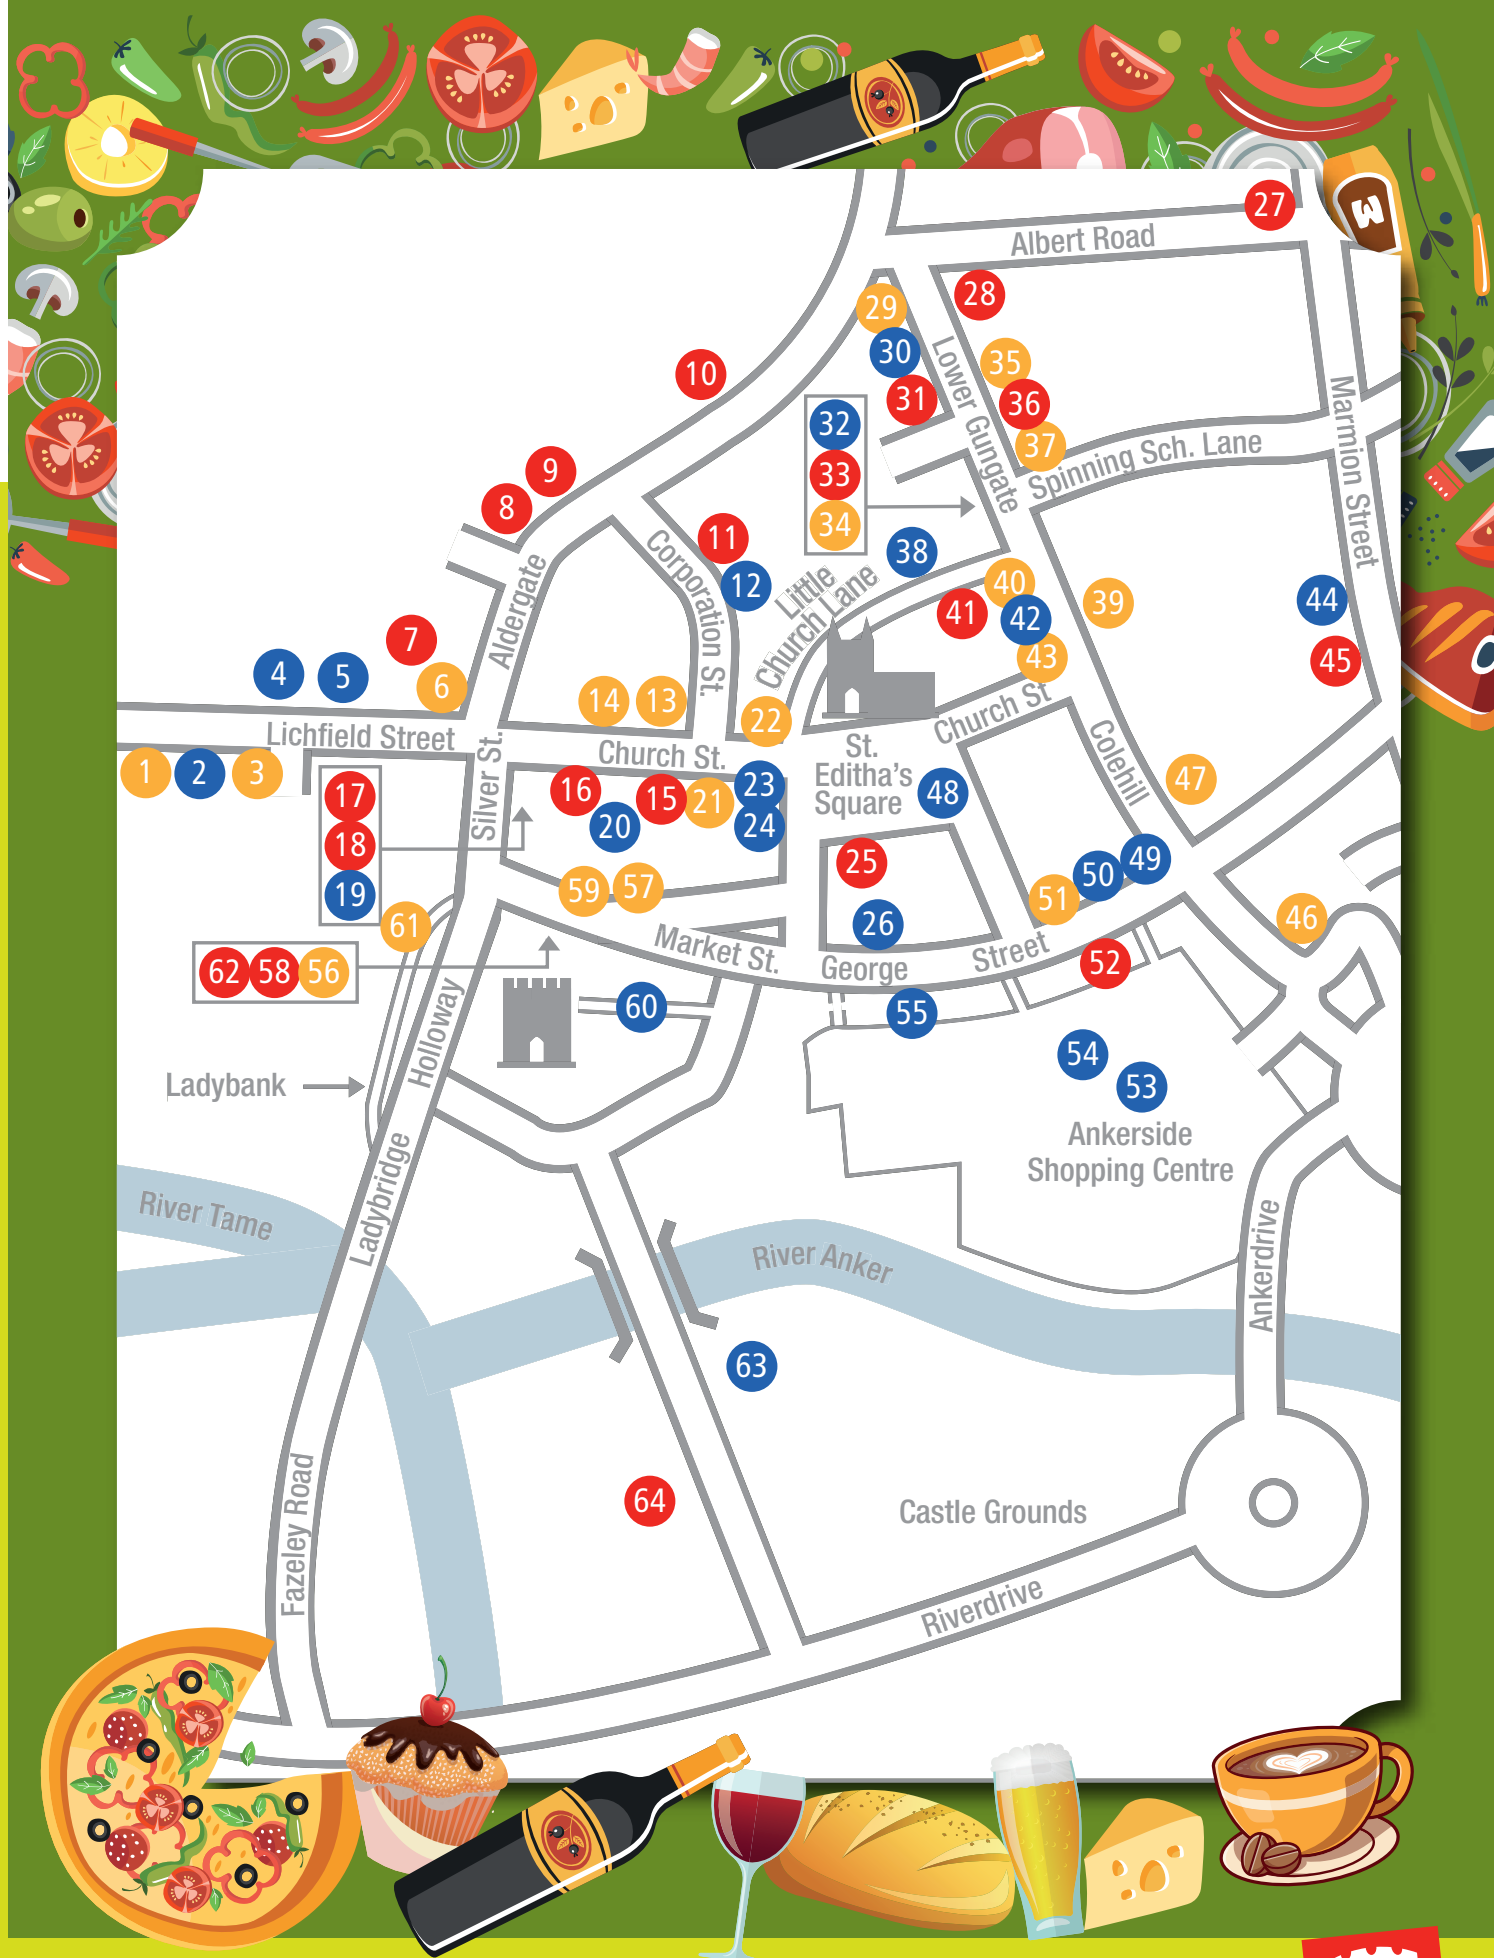 W
27
Albert Road
28
29
30
31
35
36
37
10
Lower Gungate
Spinning Sch. Lane
Marmion Street
32
33
34
9
8
11
12
38
Corporation St.
Little
Church Lane
Aldergate
40
41
42
43
39
44
45
7
4
5
6
14
13
22
Lichfield Street
Church St.
Church St
St.
Editha's
Square
Colehill
1
2
3
Silver St.
17
18
19
16
15
21
20
23
24
48
47
25
26
49
50
51
59
57
61
46
Market St.
George
Street
52
62
58
56
60
55
54
53
Holloway
Ladybank
Ankerside
Shopping Centre
Ladybridge
River Tame
River Anker
Ankerdrive
63
64
Castle Grounds
Fazeley Road
Riverdrive